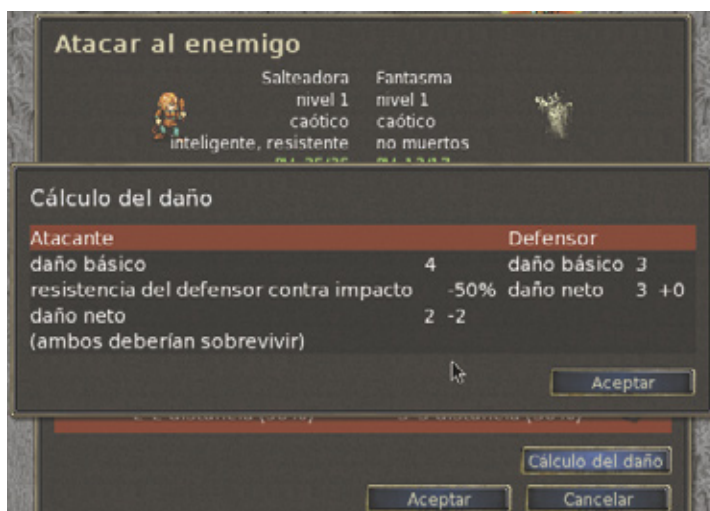 Atacar al enemigo
Salteadora Fantasma
nivel 1 nivel 1
caótico caótico
inteligente, resistente no muertos
Cálculo del daño
Atacante Defensor
daño básico 4 daño básico 3
resistencia del defensor contra impacto -50% daño neto 3 +0
daño neto 2 -2
(ambos deberían sobrevivir)
Aceptar
Cálculo del daño
Aceptar Cancelar